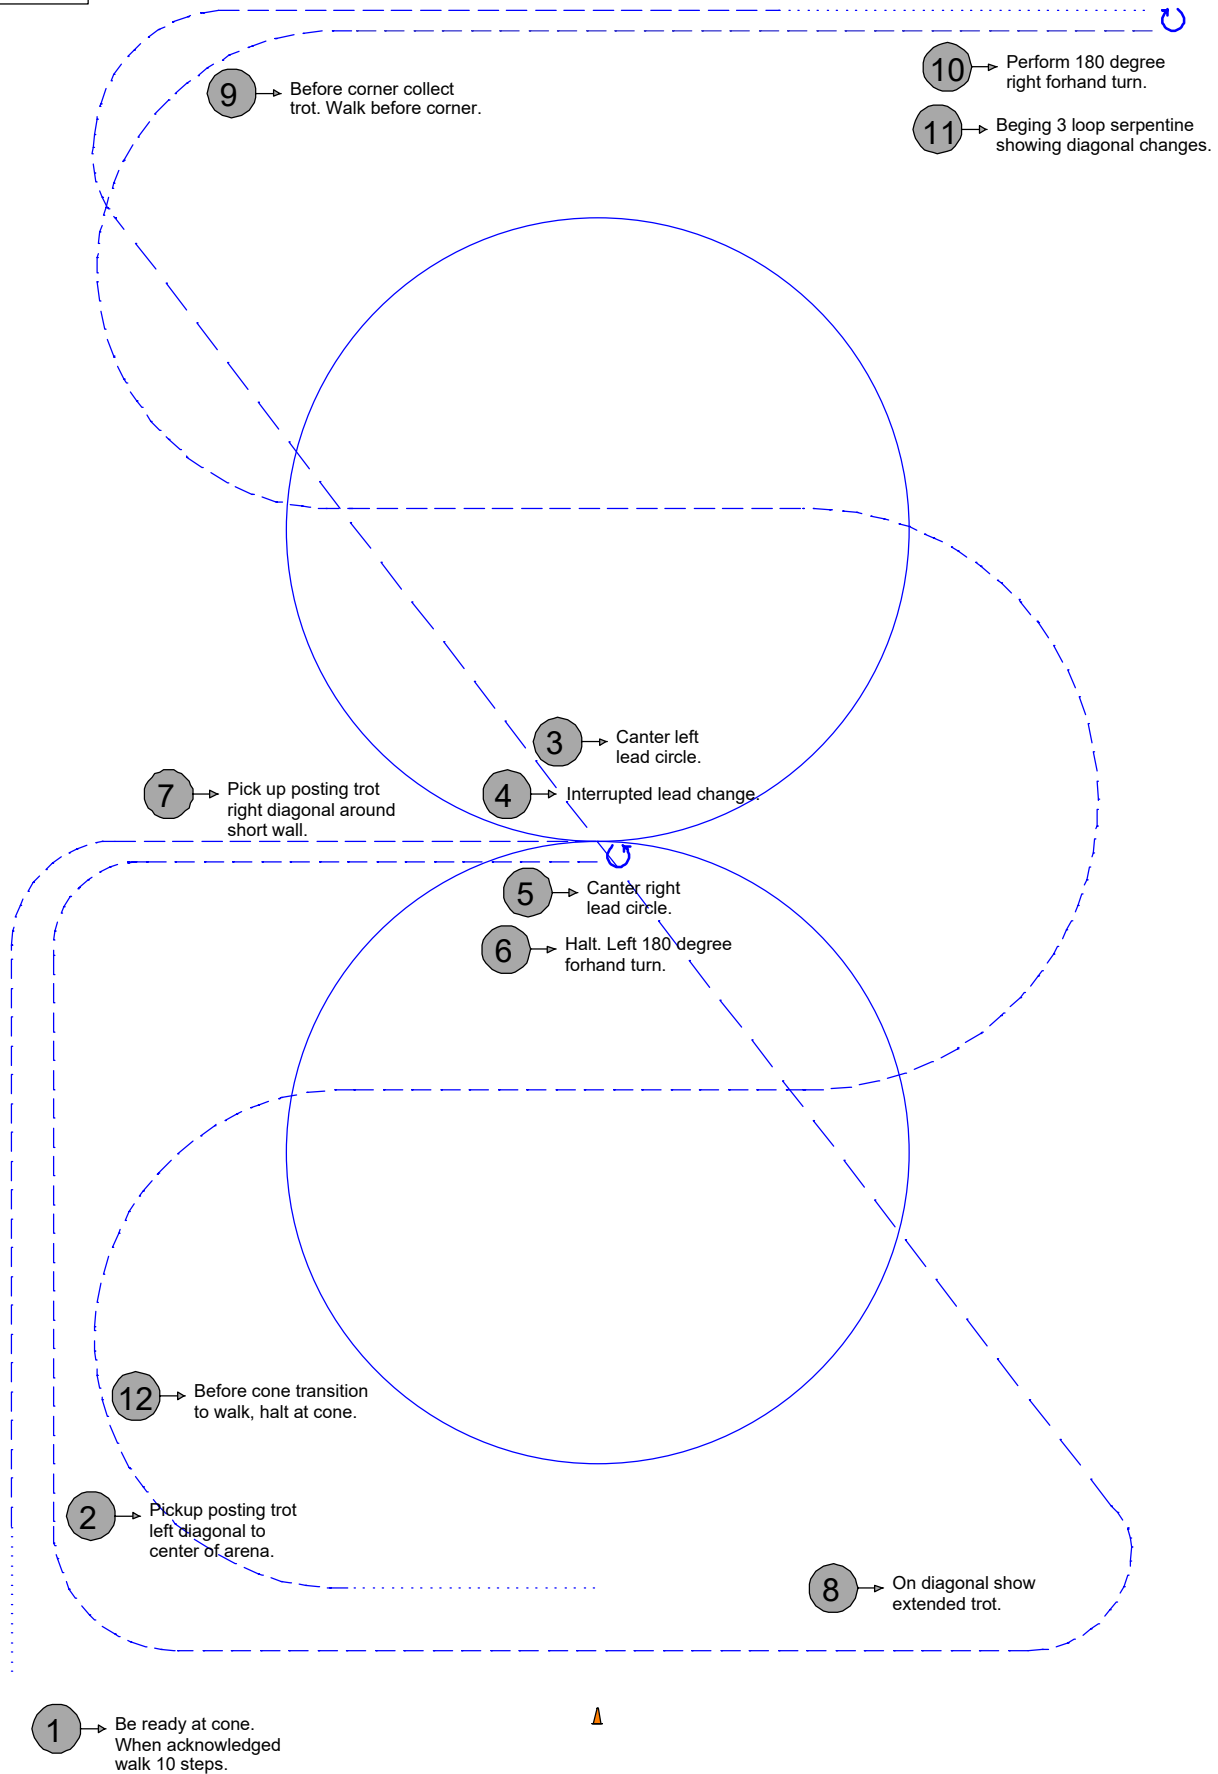 9
Before corner collect
trot. Walk before corner.
10
Perform 180 degree
right forhand turn.
11
Beging 3 loop serpentine
showing diagonal changes.
3
Canter left
lead circle.
4
Interrupted lead change.
7
Pick up posting trot
right diagonal around
short wall.
5
Canter right
lead circle.
6
Halt. Left 180 degree
forhand turn.
12
Before cone transition
to walk, halt at cone.
2
Pickup posting trot
left diagonal to
center of arena.
8
On diagonal show
extended trot.
1
Be ready at cone.
When acknowledged
walk 10 steps.